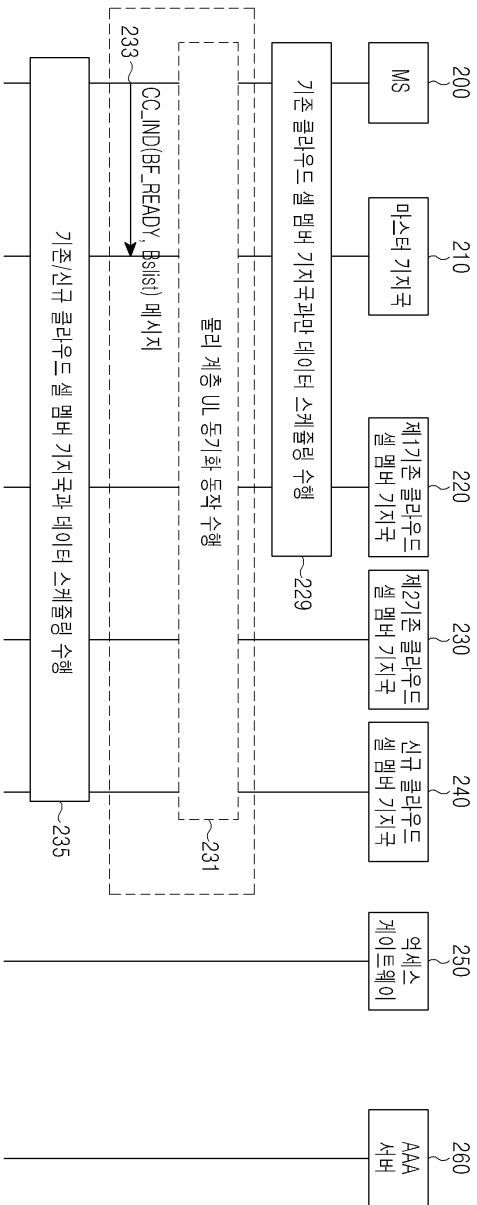 200
MS
210
마스터 기지국
220
제1기존 클라우드
셀 멤버 기지국
230
제2기존 클라우드
셀 멤버 기지국
240
신규 클라우드
셀 멤버 기지국
250
억세스
게이트웨이
260
AAA
서버
기존 클라우드 셀 멤버 기지국과만 데이터 스케쥴링 수행
229
물리 계층 UL 동기화 동작 수행
231
233
CC_IND(BF_READY, Bslist) 메시지
기존/신규 클라우드 셀 멤버 기지국과 데이터 스케쥴링 수행
235